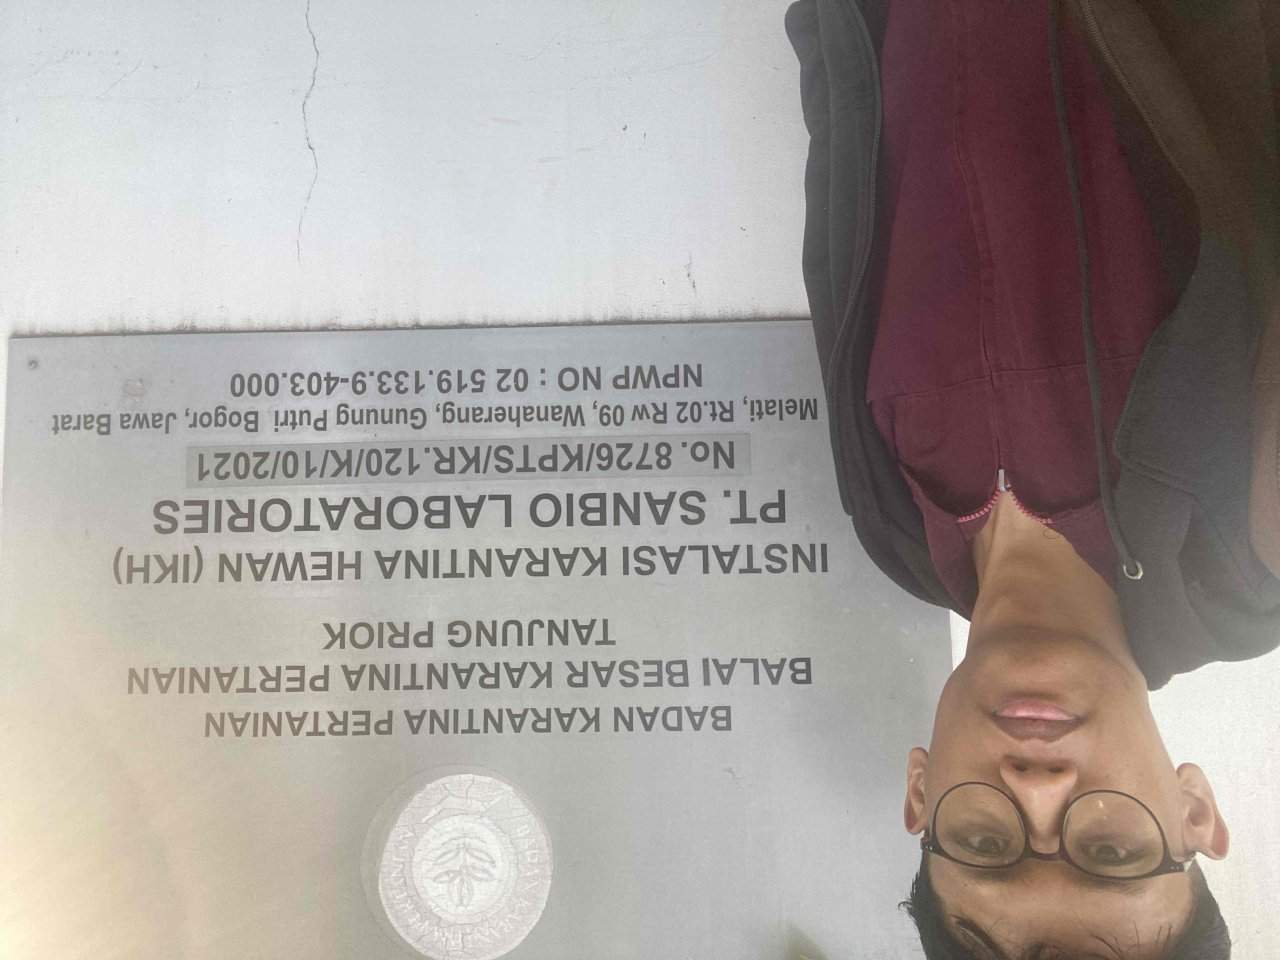 BADAN KARANTINA PERTANIAN
BALAI BESAR KARANTINA PERTANIAN
TANJUNG PRIOK
INSTALASI KARANTINA HEWAN (IKH)
PT. SANBIO LABORATORIES
No. 8726/KPTS/KR.120/K/10/2021
Melati, Rt.02 Rw 09, Wanaherang, Gunung Putri Bogor, Jawa Barat
NPWP NO : 02 519.133.9-403.000